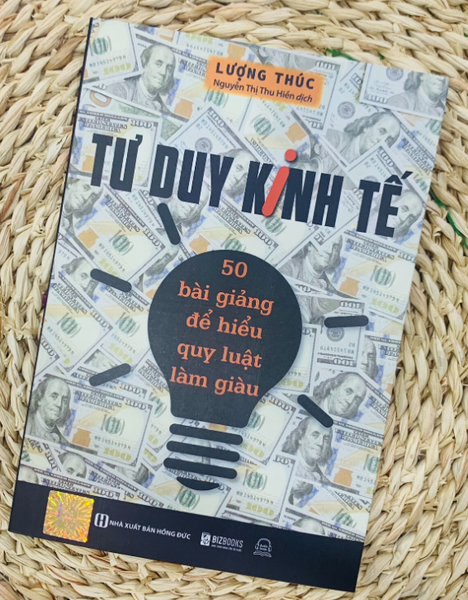 LƯỢNG THÚC
Nguyễn Thị Thu Hiền dịch
TƯ DUY KiNH TẾ
50
bài giảng
để hiểu
quy luật
làm giàu
NHÀ XUẤT BẢN HỒNG ĐỨC
BIZBOOKS